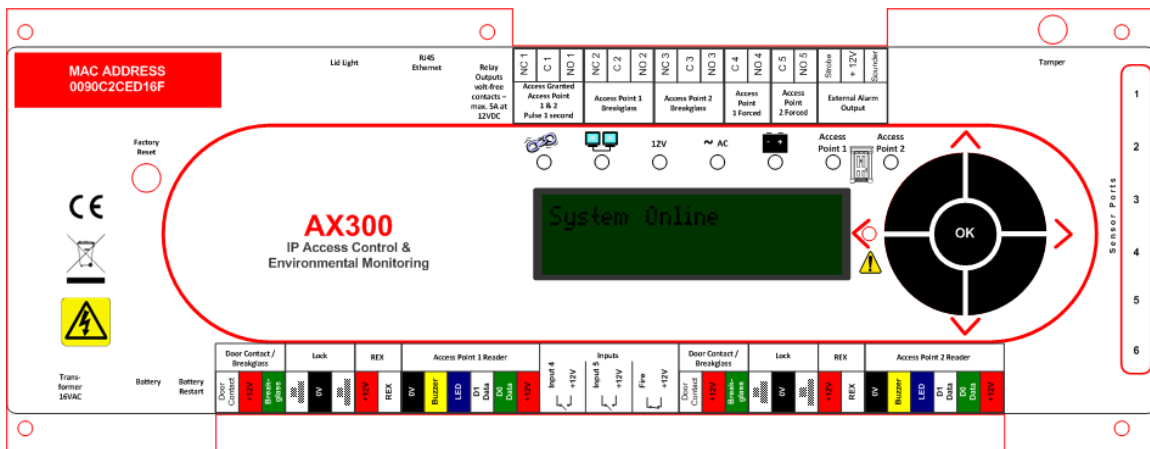 MAC ADDRESS
0090C2CED16F
Lid Light
RJ45
Ethernet
Relay
Outputs
volt-free
contacts –
max. 5A at
12VDC
NC 1
C 1
NO 1
NC 2
C 2
NO 2
NC 3
C 3
NO 3
C 4
NO 4
C 5
NO 5
Strobe
+ 12V
Sounder
Access Granted
Access Point
1 & 2
Pulse 1 second
Access Point 1
Breakglass
Access Point 2
Breakglass
Access
Point
1 Forced
Access
Point
2 Forced
External Alarm
Output
Tamper
Factory
Reset
12V
~ AC
- +
Access
Point 1
Access
Point 2
System Online
OK
AX300
IP Access Control &
Environmental Monitoring
Sensor Ports
1
2
3
4
5
6
CE
Trans-
former
16VAC
Battery
Battery
Restart
Door Contact /
Breakglass
Lock
REX
Access Point 1 Reader
Inputs
Door Contact /
Breakglass
Lock
REX
Access Point 2 Reader
Door
Contact
+12V
Break-
glass
0V
+12V
REX
0V
Buzzer
LED
D1
Data
D0
Data
+12V
Input 4
+12V
Input 5
+12V
Fire
+12V
Door
Contact
+12V
Break-
glass
0V
+12V
REX
0V
Buzzer
LED
D1
Data
D0
Data
+12V